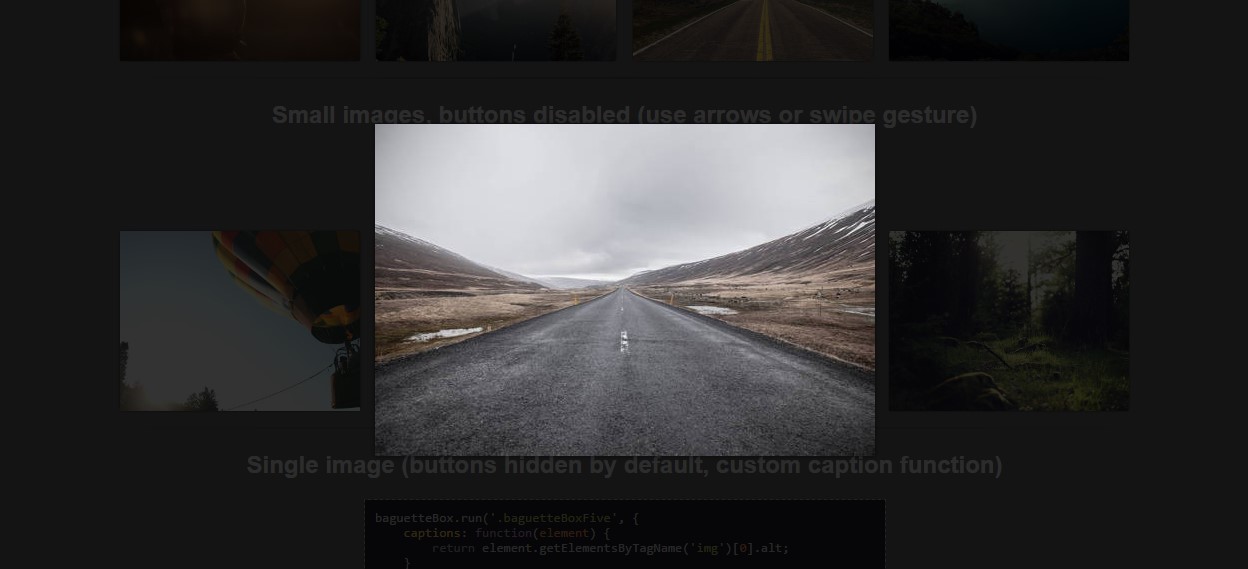 Small images, buttons disabled (use arrows or swipe gesture)
Single image (buttons hidden by default, custom caption function)
baguetteBox.run('.baguetteBoxFive', {
    captions: function(element) {
        return element.getElementsByTagName('img')[0].alt;
    }